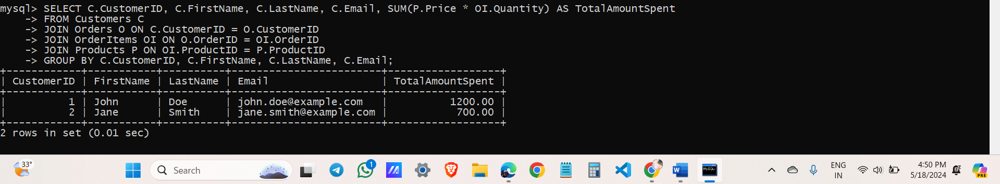 mysql> SELECT C.CustomerID, C.FirstName, C.LastName, C.Email, SUM(P.Price * OI.Quantity) AS TotalAmountSpent
    -> FROM Customers C
    -> JOIN Orders O ON C.CustomerID = O.CustomerID
    -> JOIN OrderItems OI ON O.OrderID = OI.OrderID
    -> JOIN Products P ON OI.ProductID = P.ProductID
    -> GROUP BY C.CustomerID, C.FirstName, C.LastName, C.Email;
+------------+-----------+----------+------------------------+------------------+
| CustomerID | FirstName | LastName | Email                  | TotalAmountSpent |
+------------+-----------+----------+------------------------+------------------+
|          1 | John      | Doe      | john.doe@example.com   |          1200.00 |
|          2 | Jane      | Smith    | jane.smith@example.com |           700.00 |
+------------+-----------+----------+------------------------+------------------+
2 rows in set (0.01 sec)
33°
Search
1
W
MySQL
ENG
IN
4:50 PM
5/18/2024
PRE